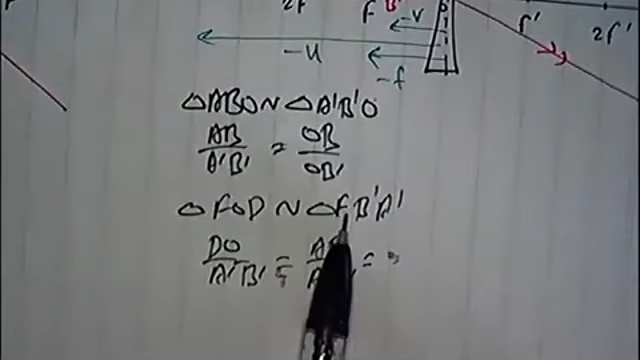 2F F B' -v F' 2F'
-u
-f
△ABO ~ △A'B'O
AB/A'B' = OB/OB'
△FOD ~ △FB'A'
DO/A'B' = A =